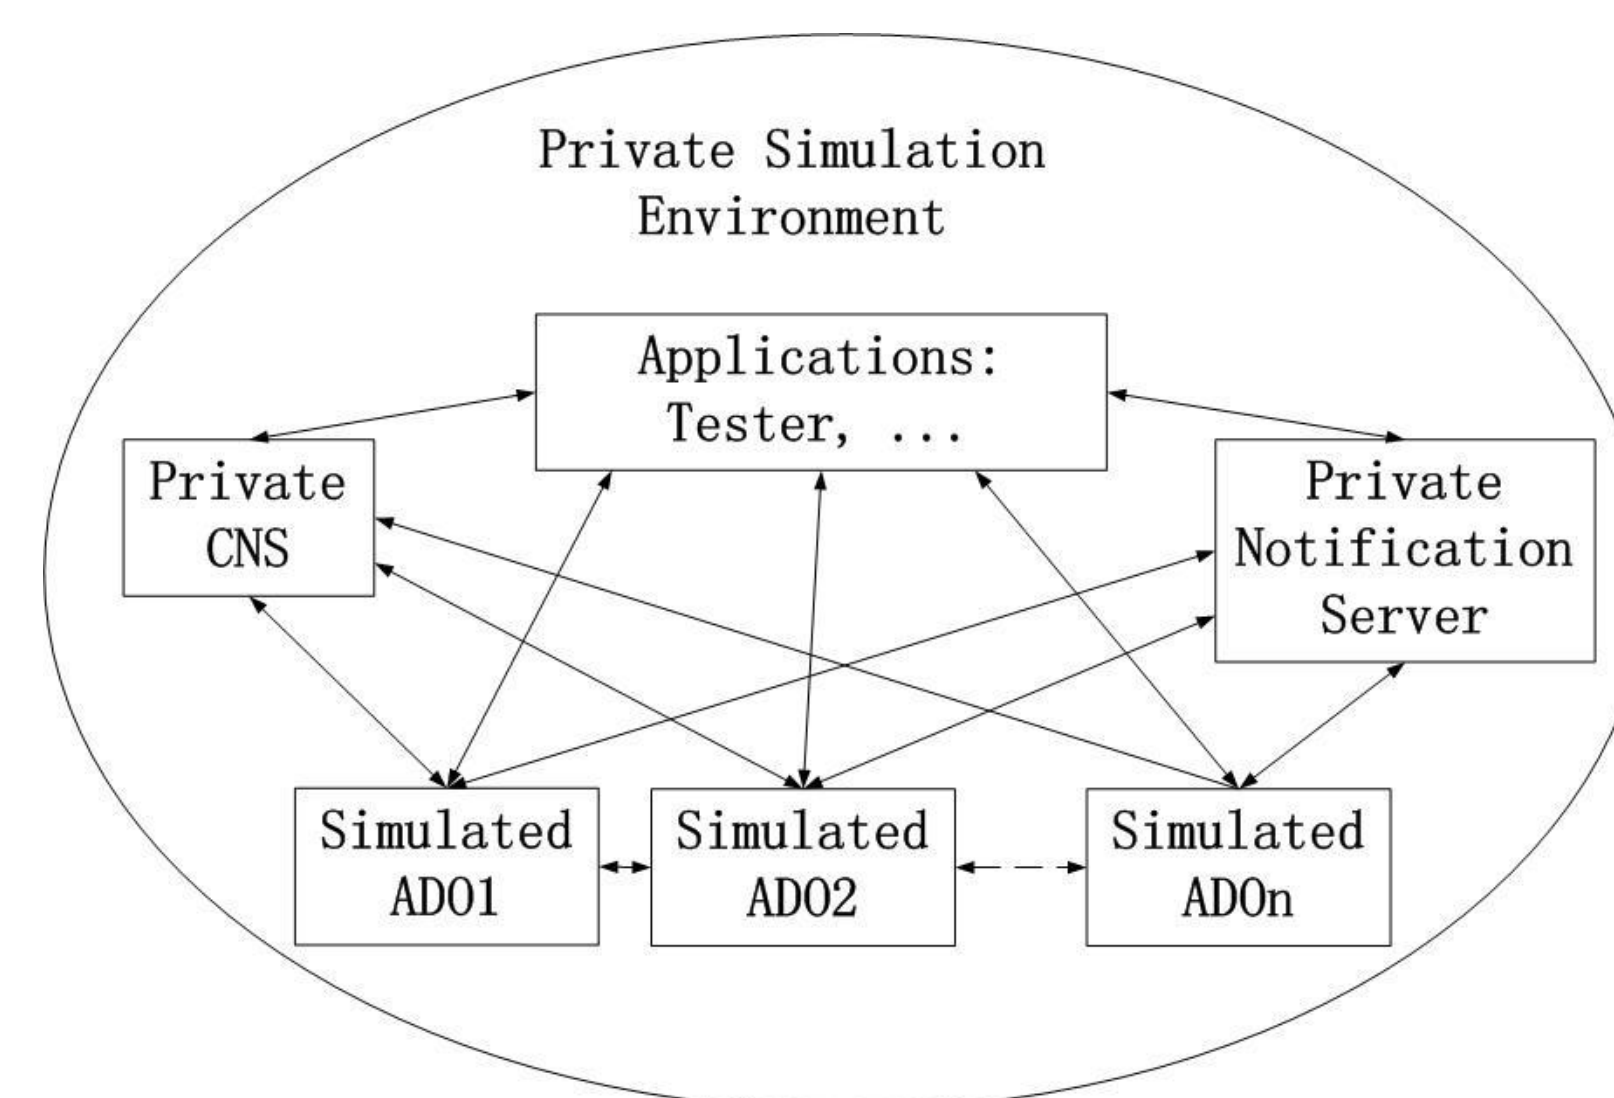 Private Simulation
Environment
Applications:
Tester, ...
Private
CNS
Private
Notification
Server
Simulated
ADO1
Simulated
ADO2
Simulated
ADOn